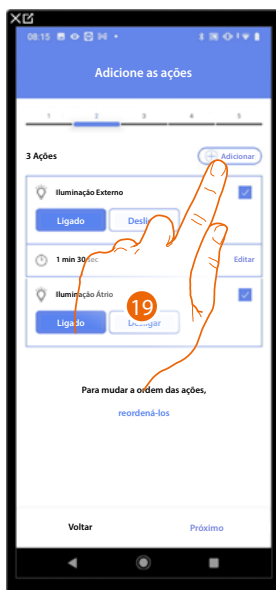 08:15
Adicione as ações
1 2 3 4 5
3 Ações
Adicionar
Iluminação Externo
Ligado
1 min 30 sec
Editar
Iluminação Átrio
Ligado
Desligar
19
Para mudar a ordem das ações,
reordená-los
Voltar
Próximo